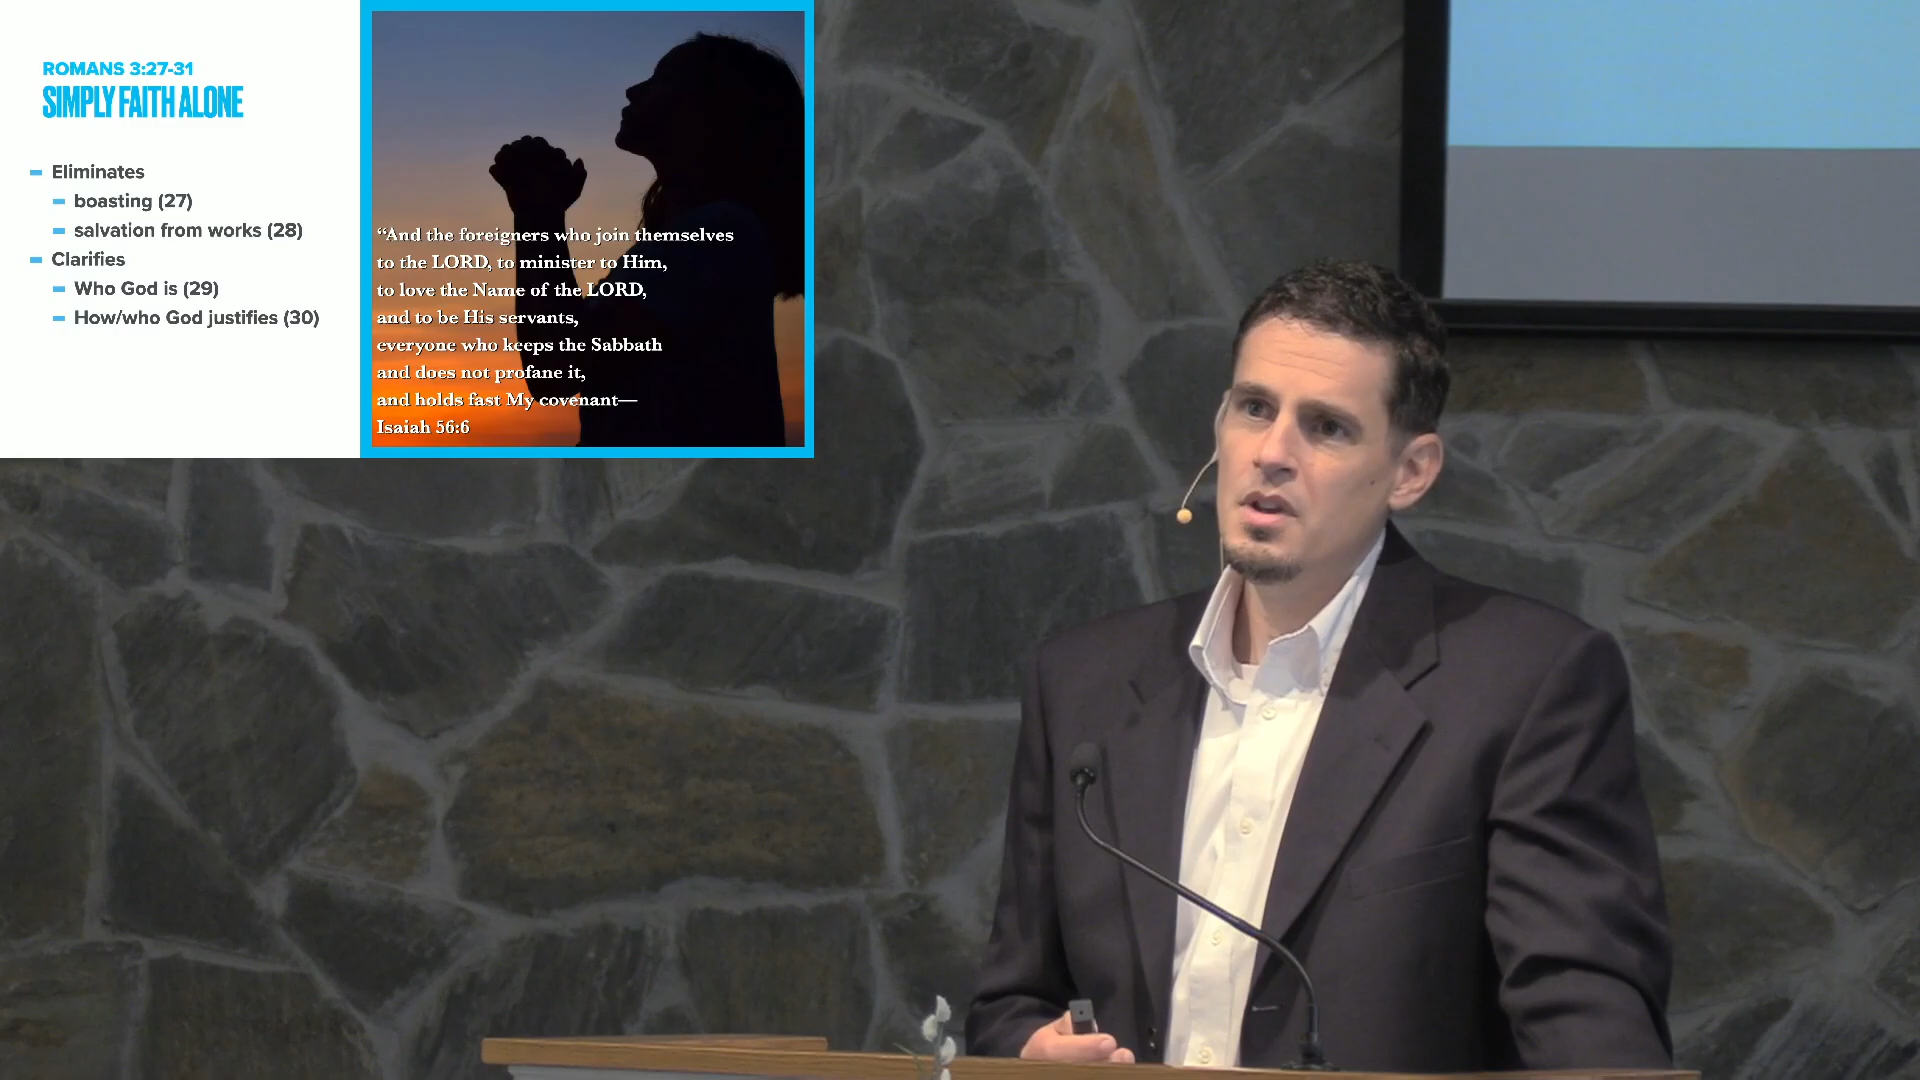 ROMANS 3:27-31
SIMPLY FAITH ALONE
Eliminates
boasting (27)
salvation from works (28)
Clarifies
Who God is (29)
How/who God justifies (30)
“And the foreigners who join themselves
to the LORD, to minister to Him,
to love the Name of the LORD,
and to be His servants,
everyone who keeps the Sabbath
and does not profane it,
and holds fast My covenant—
Isaiah 56:6